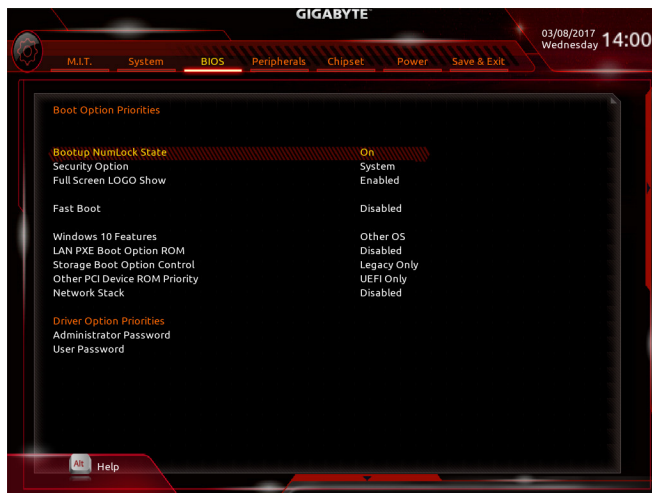 GIGABYTE™
03/08/2017
Wednesday 14:00
M.I.T. System BIOS Peripherals Chipset Power Save & Exit
Boot Option Priorities
Bootup NumLock State On
Security Option System
Full Screen LOGO Show Enabled
Fast Boot Disabled
Windows 10 Features Other OS
LAN PXE Boot Option ROM Disabled
Storage Boot Option Control Legacy Only
Other PCI Device ROM Priority UEFI Only
Network Stack Disabled
Driver Option Priorities
Administrator Password
User Password
Alt Help